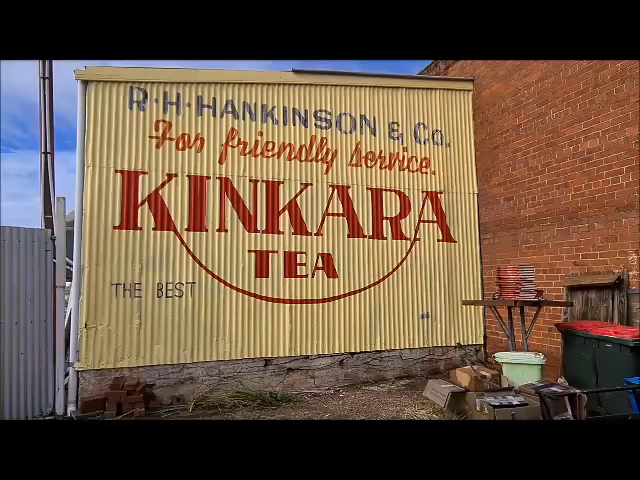 R·H·HANKINSON & Co.
For friendly service.
KINKARA
TEA
THE BEST